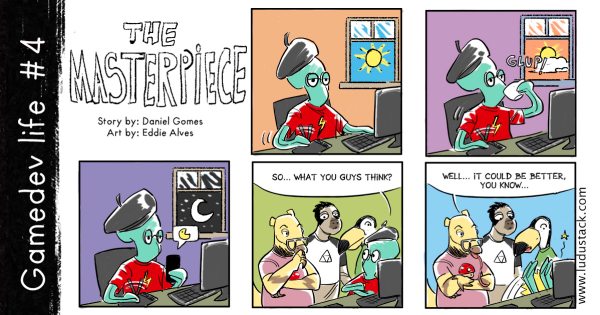 Gamedev life #4
THE
MASTERPIECE
Story by: Daniel Gomes
Art by: Eddie Alves
GLUP!
SO... WHAT YOU GUYS THINK?
WELL... IT COULD BE BETTER,
YOU KNOW...
www.ludustack.com